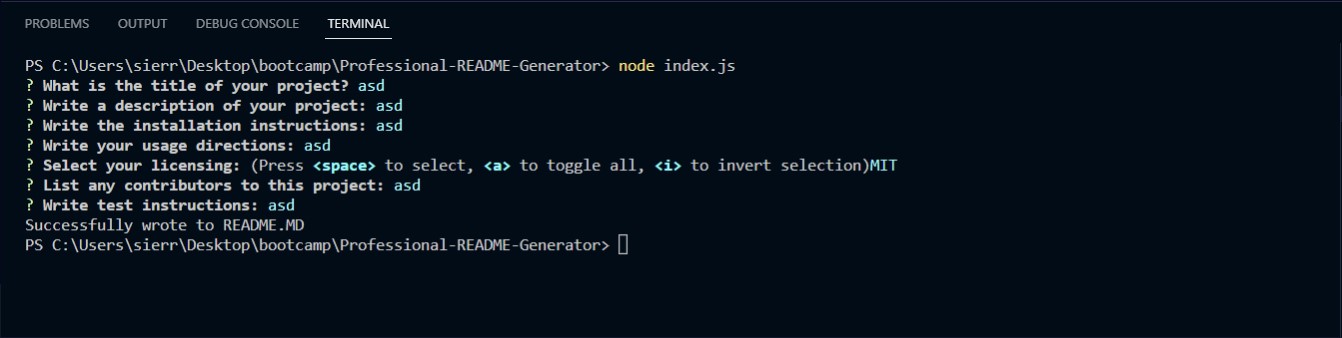 PROBLEMS OUTPUT DEBUG CONSOLE TERMINAL
PS C:\Users\sierr\Desktop\bootcamp\Professional-README-Generator> node index.js
? What is the title of your project? asd
? Write a description of your project: asd
? Write the installation instructions: asd
? Write your usage directions: asd
? Select your licensing: (Press <space> to select, <a> to toggle all, <i> to invert selection)MIT
? List any contributors to this project: asd
? Write test instructions: asd
Successfully wrote to README.MD
PS C:\Users\sierr\Desktop\bootcamp\Professional-README-Generator>